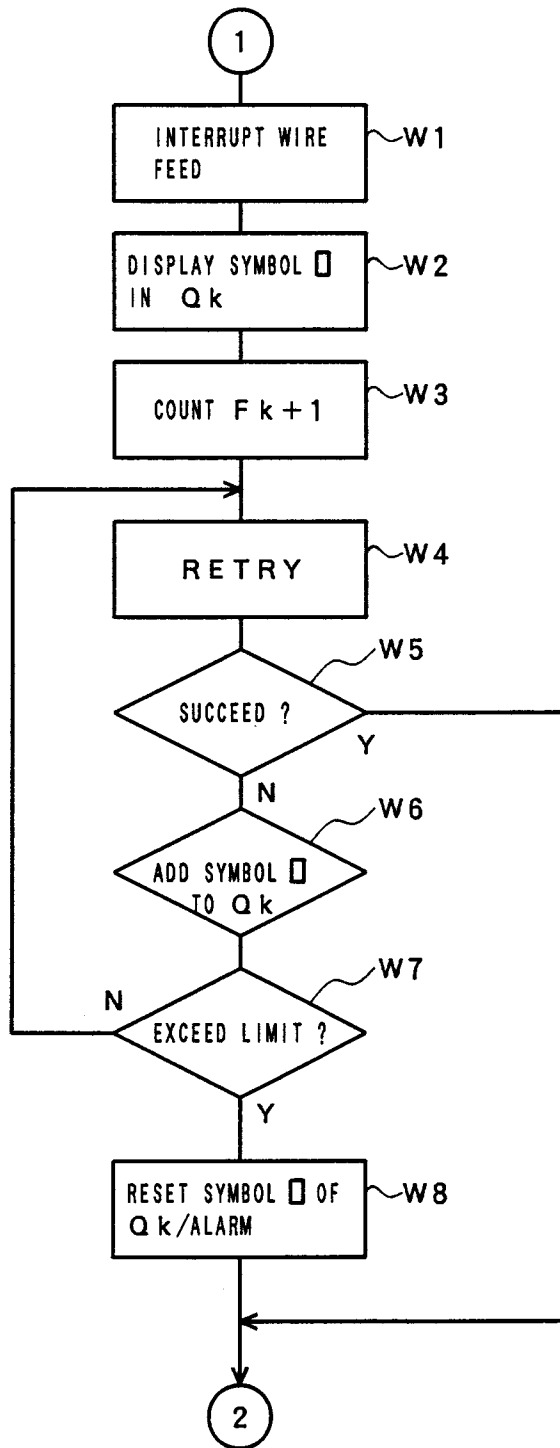 1
INTERRUPT WIRE
FEED
W1
DISPLAY SYMBOL ▯
IN Qk
W2
COUNT Fk+1
W3
RETRY
W4
W5
SUCCEED ?
Y
N
W6
ADD SYMBOL ▯
TO Qk
W7
N
EXCEED LIMIT ?
Y
RESET SYMBOL ▯ OF
Qk/ALARM
W8
2